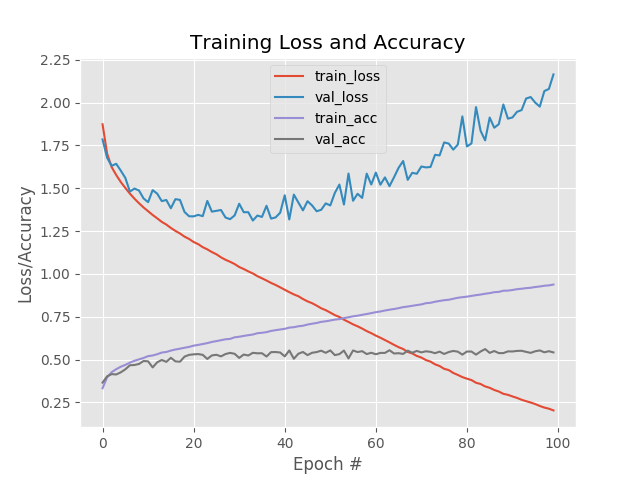 Training Loss and Accuracy
2.25
2.00
1.75
1.50
1.25
1.00
0.75
0.50
0.25
Loss/Accuracy
train_loss
val_loss
train_acc
val_acc
0 20 40 60 80 100
Epoch #